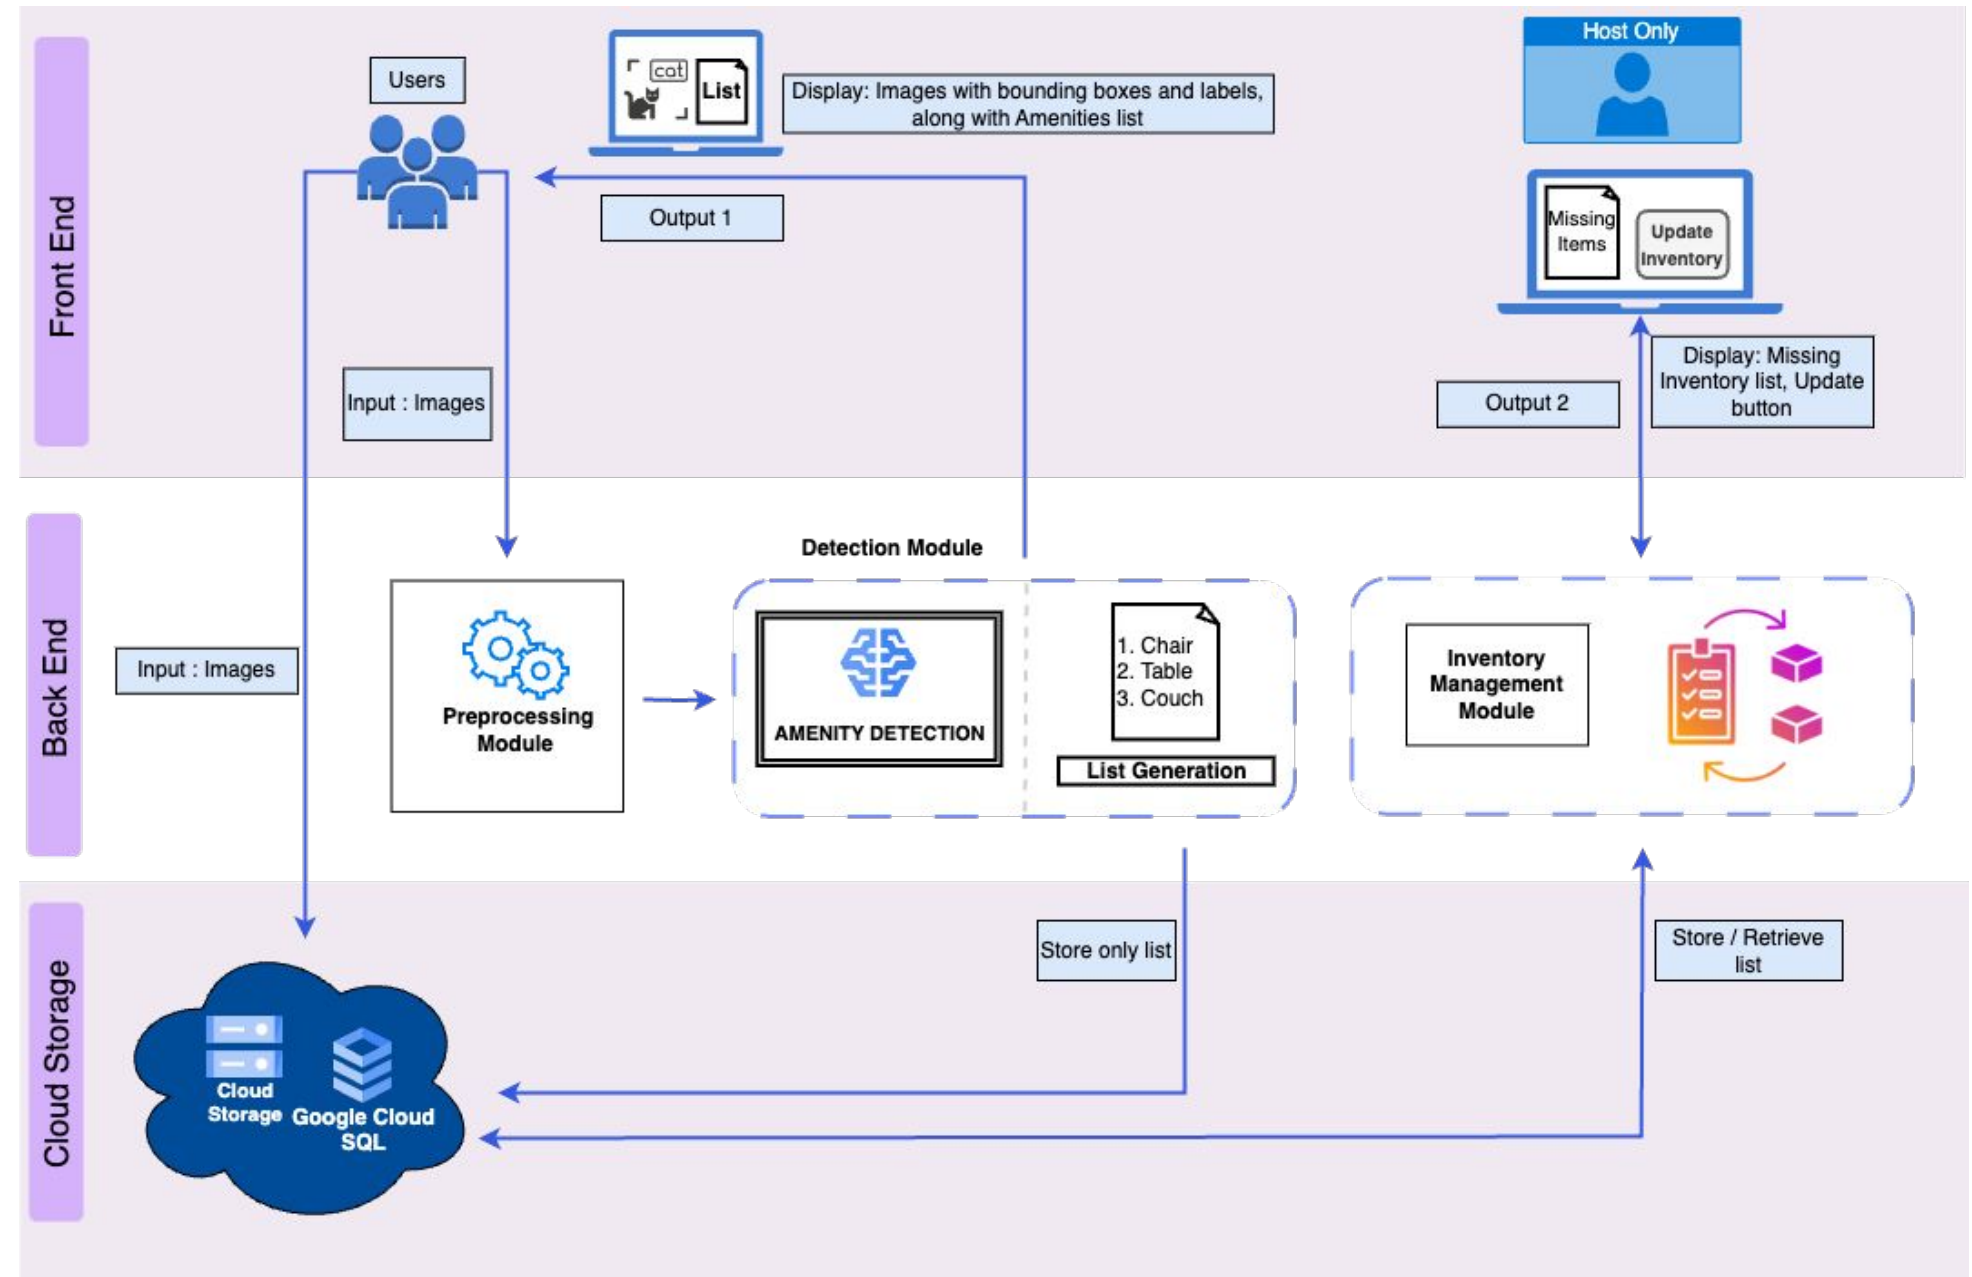 Host Only
Users
cat
List
Display: Images with bounding boxes and labels,
along with Amenities list
Front End
Output 1
Missing
Items
Update
Inventory
Input : Images
Output 2
Display: Missing
Inventory list, Update
button
Back End
Detection Module
Input : Images
Preprocessing
Module
AMENITY DETECTION
1. Chair
2. Table
3. Couch
List Generation
Inventory
Management
Module
Cloud Storage
Store only list
Store / Retrieve
list
Cloud
Storage
Google Cloud
SQL